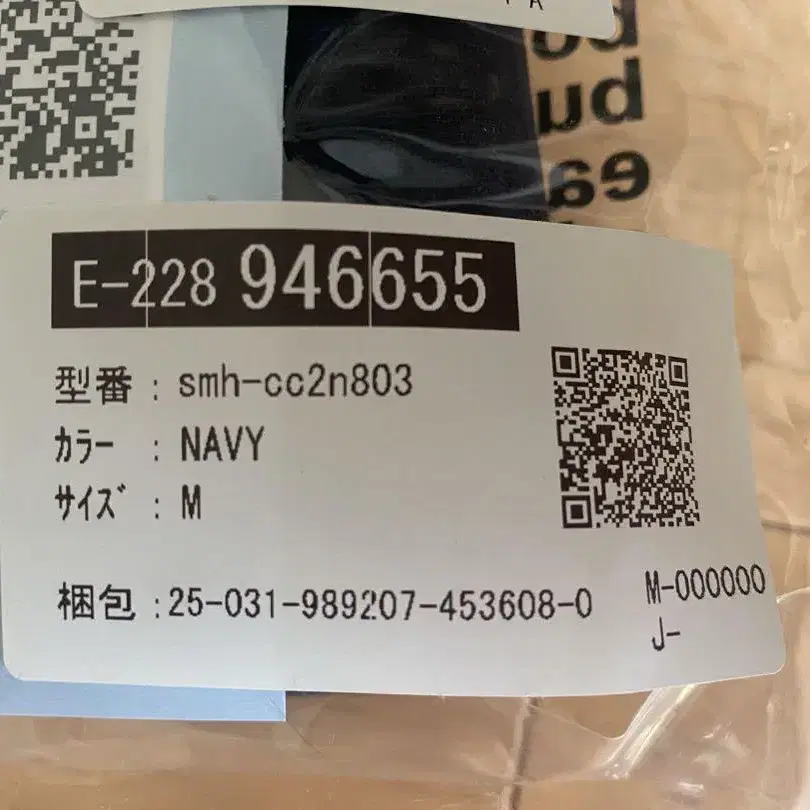 E-228 946655
型番 : smh-cc2n803
カラー : NAVY
サイズ : M
梱包 : 25-031-989207-453608-0
M-000000
J-